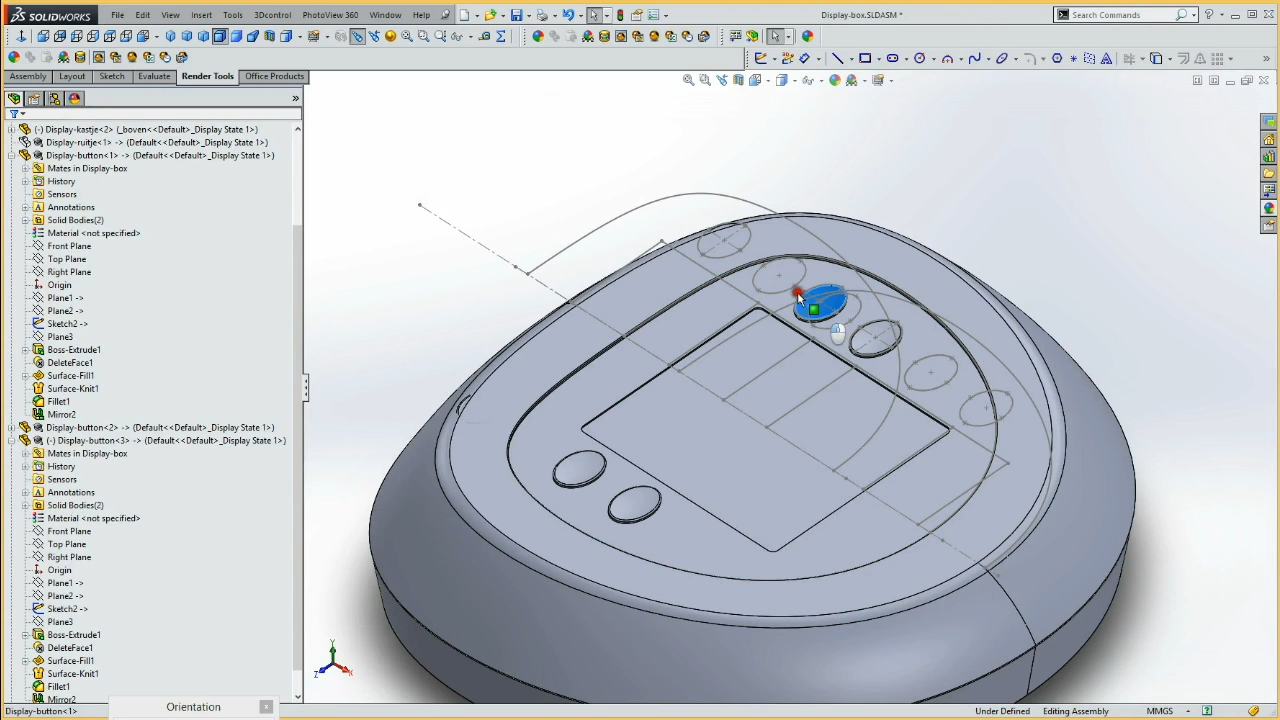 SOLIDWORKS File Edit View Insert Tools 3Dcontrol PhotoView 360 Window Help Display-box.SLDASM * Search Commands
Assembly Layout Sketch Evaluate Render Tools Office Products
(-) Display-kastje<2> (_boven<<Default>_Display State 1>)
Display-ruitje<1> -> (Default<<Default>_Display State 1>)
Display-button<1> -> (Default<<Default>_Display State 1>)
Mates in Display-box
History
Sensors
Annotations
Solid Bodies(2)
Material <not specified>
Front Plane
Top Plane
Right Plane
Origin
Plane1 ->
Plane2 ->
Sketch2 ->
Plane3
Boss-Extrude1
DeleteFace1
Surface-Fill1
Surface-Knit1
Fillet1
Mirror2
Display-button<2> -> (Default<<Default>_Display State 1>)
(-) Display-button<3> -> (Default<<Default>_Display State 1>)
Mates in Display-box
History
Sensors
Annotations
Solid Bodies(2)
Material <not specified>
Front Plane
Top Plane
Right Plane
Origin
Plane1 ->
Plane2 ->
Sketch2 ->
Plane3
Boss-Extrude1
DeleteFace1
Surface-Fill1
Surface-Knit1
Fillet1
Mirror2
Y
Z X
Orientation x
Display-button<1> Under Defined Editing Assembly MMGS